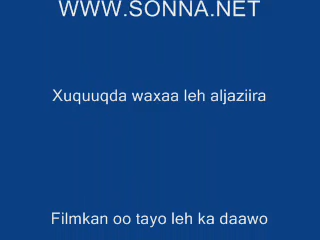 WWW.SONNA.NET
Xuquuqda waxaa leh aljaziira
Filmkan oo tayo leh ka daawo